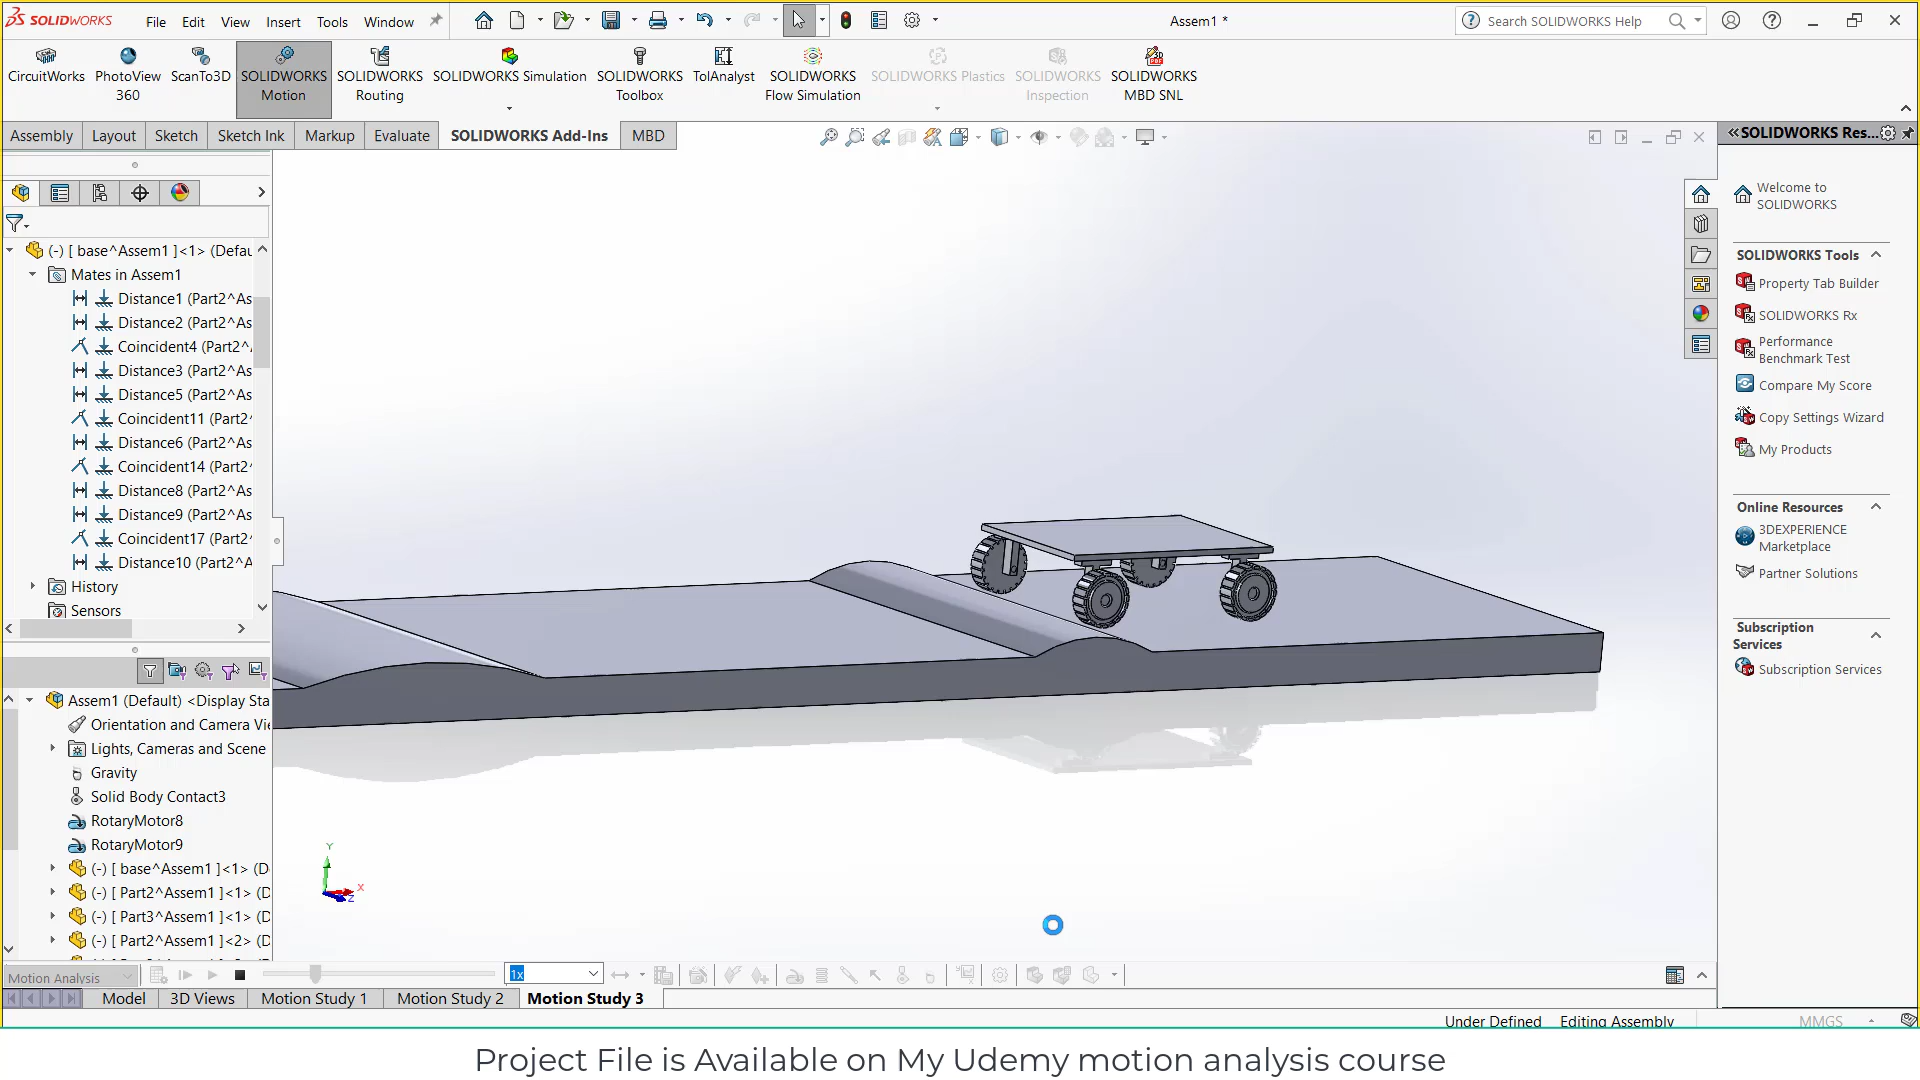 SOLIDWORKS File Edit View Insert Tools Window Assem1 * Search SOLIDWORKS Help
CircuitWorks PhotoView 360 ScanTo3D SOLIDWORKS Motion SOLIDWORKS Routing SOLIDWORKS Simulation SOLIDWORKS Toolbox TolAnalyst SOLIDWORKS Flow Simulation SOLIDWORKS Plastics SOLIDWORKS Inspection SOLIDWORKS MBD SNL
Assembly Layout Sketch Sketch Ink Markup Evaluate SOLIDWORKS Add-Ins MBD
(-) [ base^Assem1 ]<1> (Defau
Mates in Assem1
Distance1 (Part2^As
Distance2 (Part2^As
Coincident4 (Part2^
Distance3 (Part2^As
Distance5 (Part2^As
Coincident11 (Part2^
Distance6 (Part2^As
Coincident14 (Part2^
Distance8 (Part2^As
Distance9 (Part2^As
Coincident17 (Part2^
Distance10 (Part2^A
History
Sensors
Assem1 (Default) <Display Sta
Orientation and Camera Vie
Lights, Cameras and Scene
Gravity
Solid Body Contact3
RotaryMotor8
RotaryMotor9
(-) [ base^Assem1 ]<1> (D
(-) [ Part2^Assem1 ]<1> (D
(-) [ Part3^Assem1 ]<1> (D
(-) [ Part2^Assem1 ]<2> (D
Y
X
Z
SOLIDWORKS Res...
Welcome to
SOLIDWORKS
SOLIDWORKS Tools
Property Tab Builder
SOLIDWORKS Rx
Performance
Benchmark Test
Compare My Score
Copy Settings Wizard
My Products
Online Resources
3DEXPERIENCE
Marketplace
Partner Solutions
Subscription
Services
Subscription Services
Motion Analysis 1x
Model 3D Views Motion Study 1 Motion Study 2 Motion Study 3
Under Defined Editing Assembly MMGS
Project File is Available on My Udemy motion analysis course